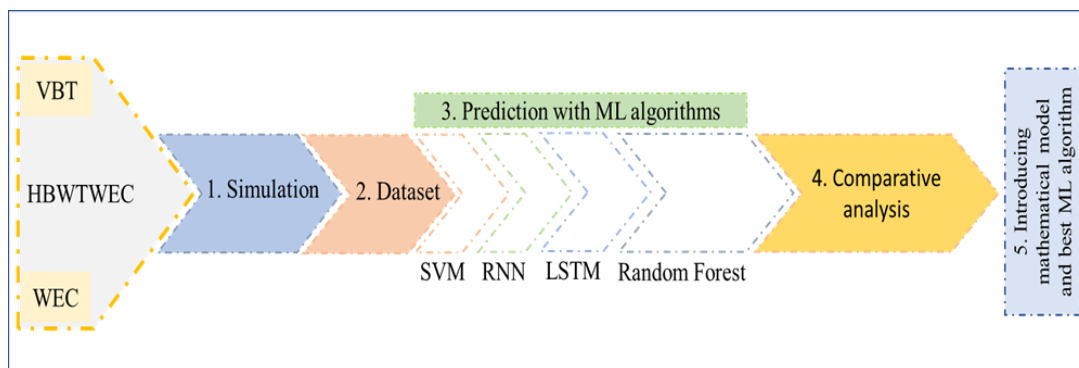 VBT
HBWTWEC
WEC
1. Simulation
2. Dataset
3. Prediction with ML algorithms
SVM
RNN
LSTM
Random Forest
4. Comparative
analysis
5. Introducing
mathematical model
and best ML algorithm